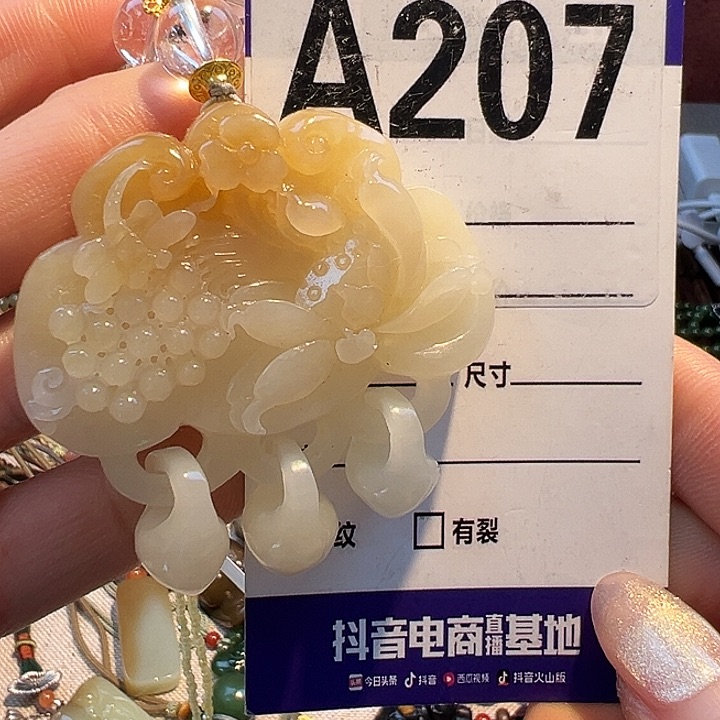 A207
尺寸
纹 有裂
抖音电商直播基地
今日头条 抖音 西瓜视频 抖音火山版